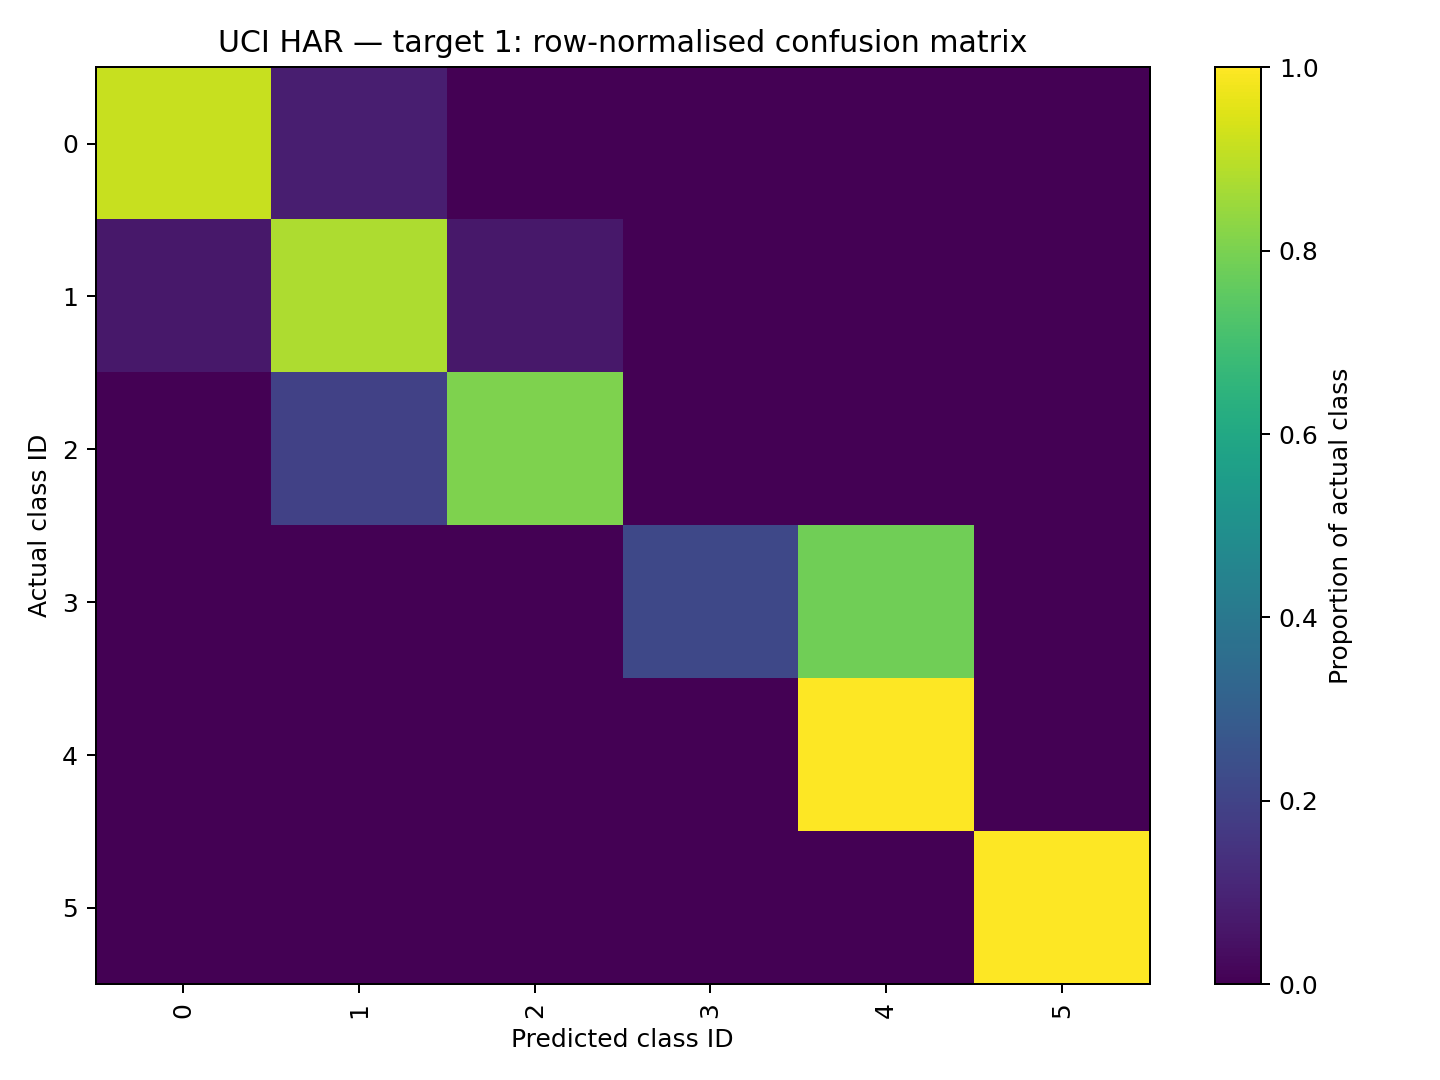 UCI HAR — target 1: row-normalised confusion matrix
Actual class ID
0
1
2
3
4
5
0 1 2 3 4 5
Predicted class ID
1.0
0.8
0.6
0.4
0.2
0.0
Proportion of actual class